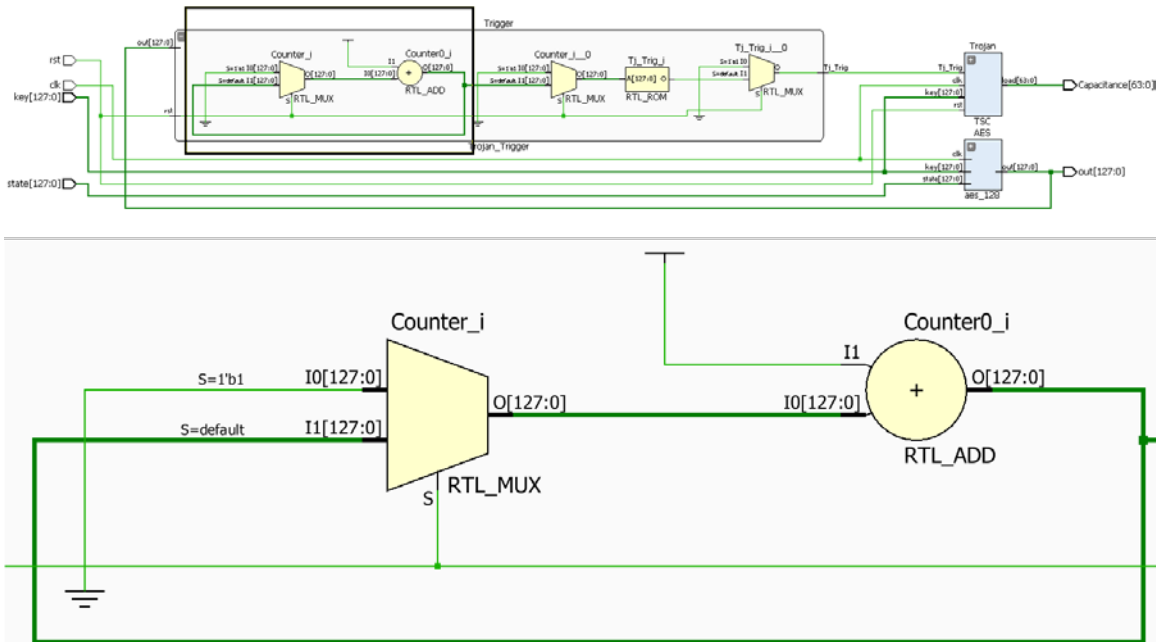 Trigger
out[127:0]
rst
clk
key[127:0]
state[127:0]
rst
Counter_i
S=1'b1 I0[127:0]
S=default I1[127:0]
O[127:0]
S
RTL_MUX
Counter0_i
I1
I0[127:0]
O[127:0]
+
RTL_ADD
Counter_i__0
S=1'b1 I0[127:0]
S=default I1[127:0]
O[127:0]
S
RTL_MUX
Tj_Trig_i
A[127:0] O
RTL_ROM
Tj_Trig_i__0
S=1'b1 I0
S=default I1
O
S
RTL_MUX
Tj_Trig
Trojan_Trigger
Trojan
Tj_Trig
clk
key[127:0]
rst
load[63:0]
TSC
Capacitance[63:0]
AES
clk
key[127:0]
state[127:0]
out[127:0]
aes_128
out[127:0]
Counter_i
S=1'b1 I0[127:0]
S=default I1[127:0]
O[127:0]
S
RTL_MUX
Counter0_i
I1
I0[127:0]
O[127:0]
+
RTL_ADD